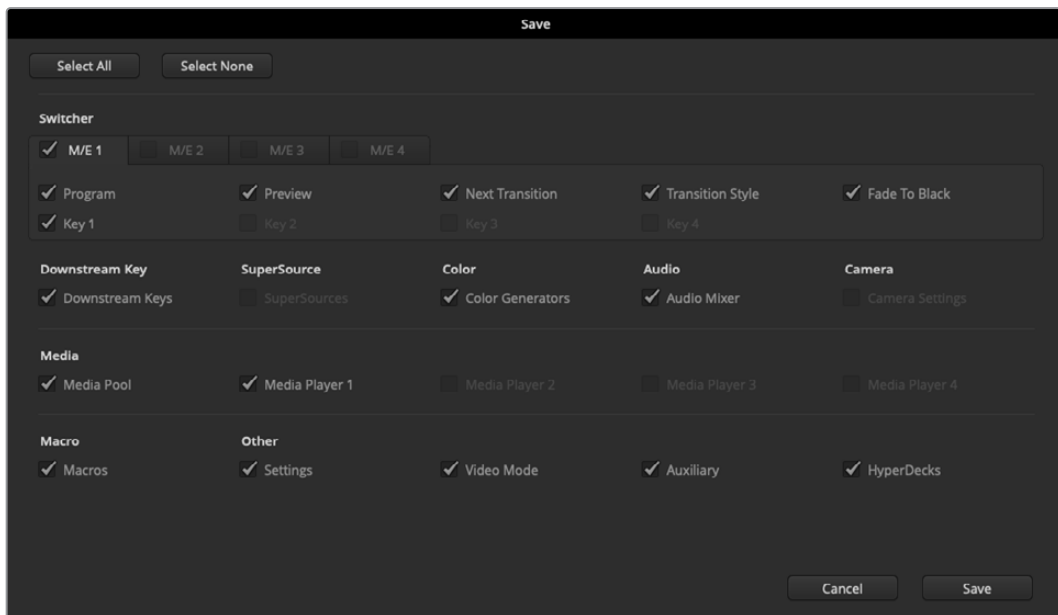 Save
Select All Select None
Switcher
M/E 1 M/E 2 M/E 3 M/E 4
Program Preview Next Transition Transition Style Fade To Black
Key 1 Key 2 Key 3 Key 4
Downstream Key SuperSource Color Audio Camera
Downstream Keys SuperSources Color Generators Audio Mixer Camera Settings
Media
Media Pool Media Player 1 Media Player 2 Media Player 3 Media Player 4
Macro Other
Macros Settings Video Mode Auxiliary HyperDecks
Cancel Save